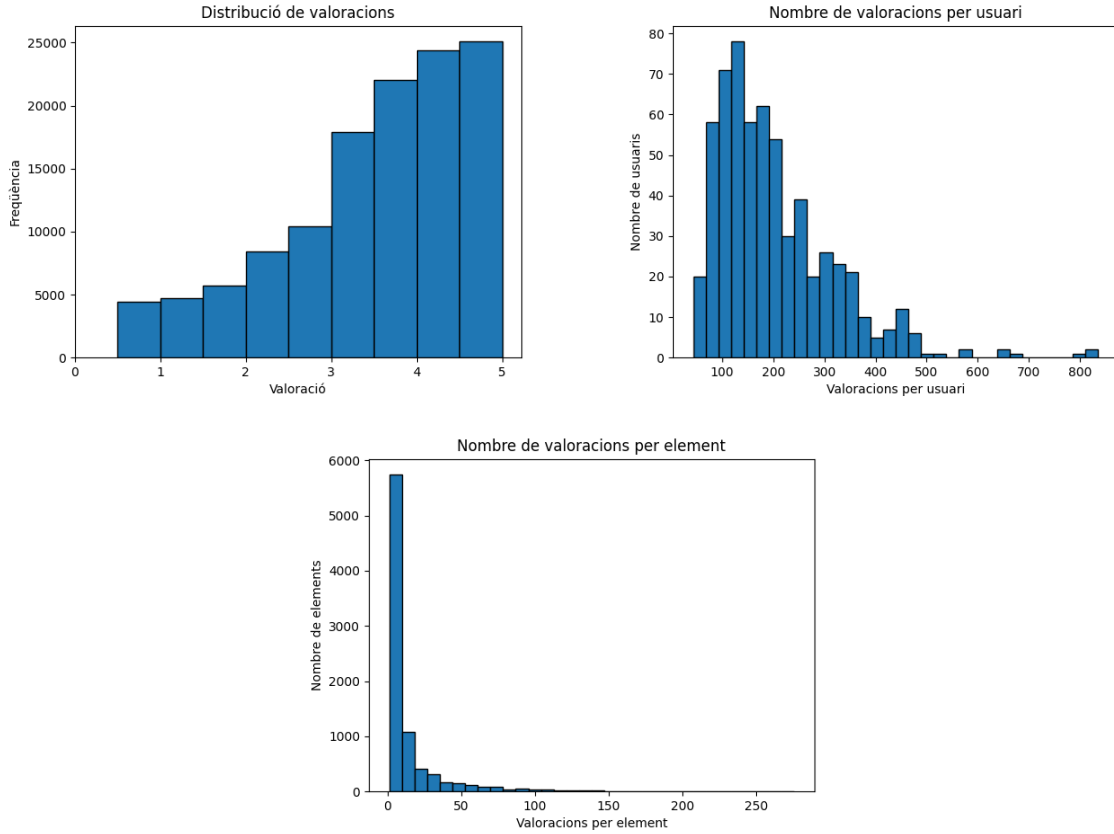 Distribució de valoracions
25000
20000
15000
10000
5000
0
Freqüència
0 1 2 3 4 5
Valoració
Nombre de valoracions per usuari
80
70
60
50
40
30
20
10
0
Nombre de usuaris
100 200 300 400 500 600 700 800
Valoracions per usuari
Nombre de valoracions per element
6000
5000
4000
3000
2000
1000
0
Nombre de elements
0 50 100 150 200 250
Valoracions per element